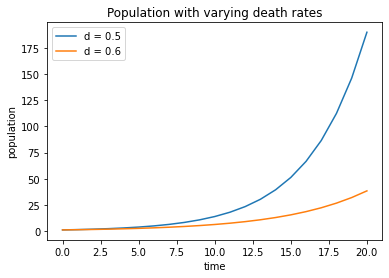 Population with varying death rates
d = 0.5
d = 0.6
population
175
150
125
100
75
50
25
0
0.0 2.5 5.0 7.5 10.0 12.5 15.0 17.5 20.0
time